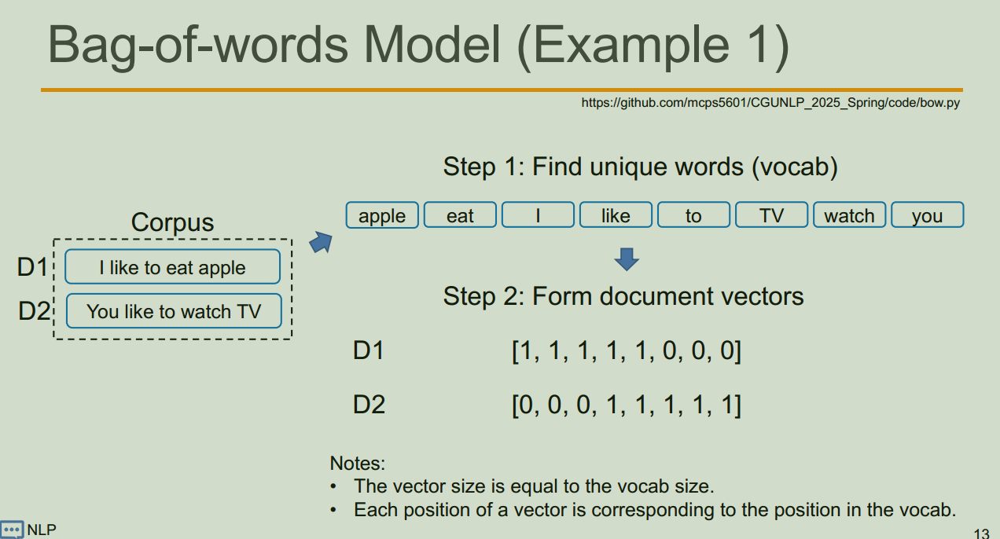 Bag-of-words Model (Example 1)
https://github.com/mcps5601/CGUNLP_2025_Spring/code/bow.py
Step 1: Find unique words (vocab)
apple eat I like to TV watch you
Corpus
D1 I like to eat apple
D2 You like to watch TV
Step 2: Form document vectors
D1 [1, 1, 1, 1, 1, 0, 0, 0]
D2 [0, 0, 0, 1, 1, 1, 1, 1]
Notes:
• The vector size is equal to the vocab size.
• Each position of a vector is corresponding to the position in the vocab.
NLP
13